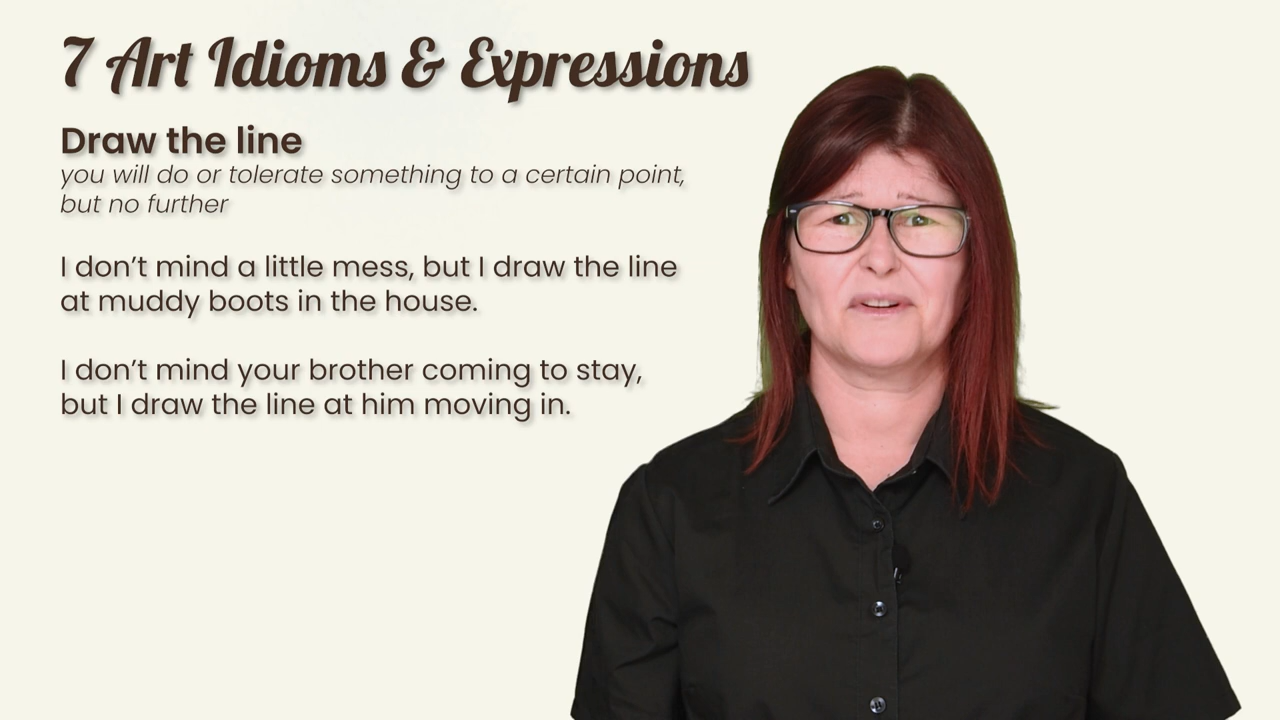 7 Art Idioms & Expressions
Draw the line
you will do or tolerate something to a certain point,
but no further
I don’t mind a little mess, but I draw the line
at muddy boots in the house.
I don’t mind your brother coming to stay,
but I draw the line at him moving in.